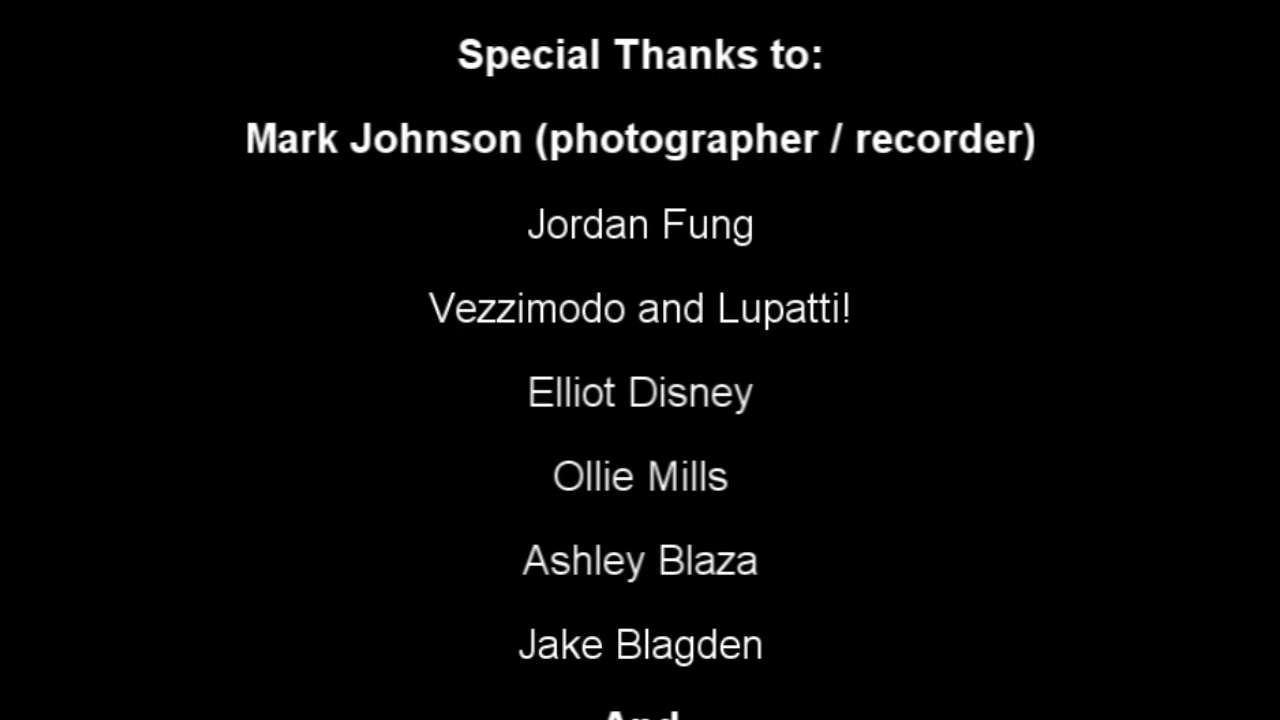 Special Thanks to:
Mark Johnson (photographer / recorder)
Jordan Fung
Vezzimodo and Lupatti!
Elliot Disney
Ollie Mills
Ashley Blaza
Jake Blagden
And